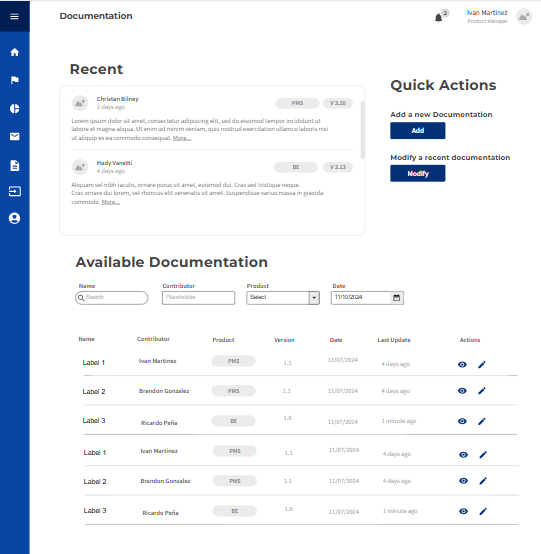 Documentation
2
Ivan Martinez
Product Manager
Recent
Christan Bilney
2 days ago
PMS
V 3.20
Lorem ipsum dolor sit amet, consectetur adipiscing elit, sed do eiusmod tempor incididunt ut
labore et magna aliqua. Ut enim ad minim veniam, quis nostrud exercitation ullamco laboris nisi
ut aliquip ex ea commodo consequat. More...
Hady Vanetti
4 days ago
BE
V 3.13
Aliquam vel nibh iaculis, ornare purus sit amet, euismod dui. Cras sed tristique neque.
Cras ornare dui lorem, vel rhoncus elit venenatis sit amet. Suspendisse varius massa in gravida
commodo. More...
Quick Actions
Add a new Documentation
Add
Modify a recent documentation
Modify
Available Documentation
Name Contributor Product Date
Search Placeholder Select 11/10/2024
Name Contributor Product Version Date Last Update Actions
Label 1 Ivan Martinez PMS 1.1 11/07/2024 4 days ago
Label 2 Brandon Gonzalez PMS 1.1 11/07/2024 4 days ago
Label 3 Ricardo Peña BE 1.0 11/07/2024 1 minute ago
Label 1 Ivan Martinez PMS 1.1 11/07/2024 4 days ago
Label 2 Brandon Gonzalez PMS 1.1 11/07/2024 4 days ago
Label 3 Ricardo Peña BE 1.0 11/07/2024 1 minute ago